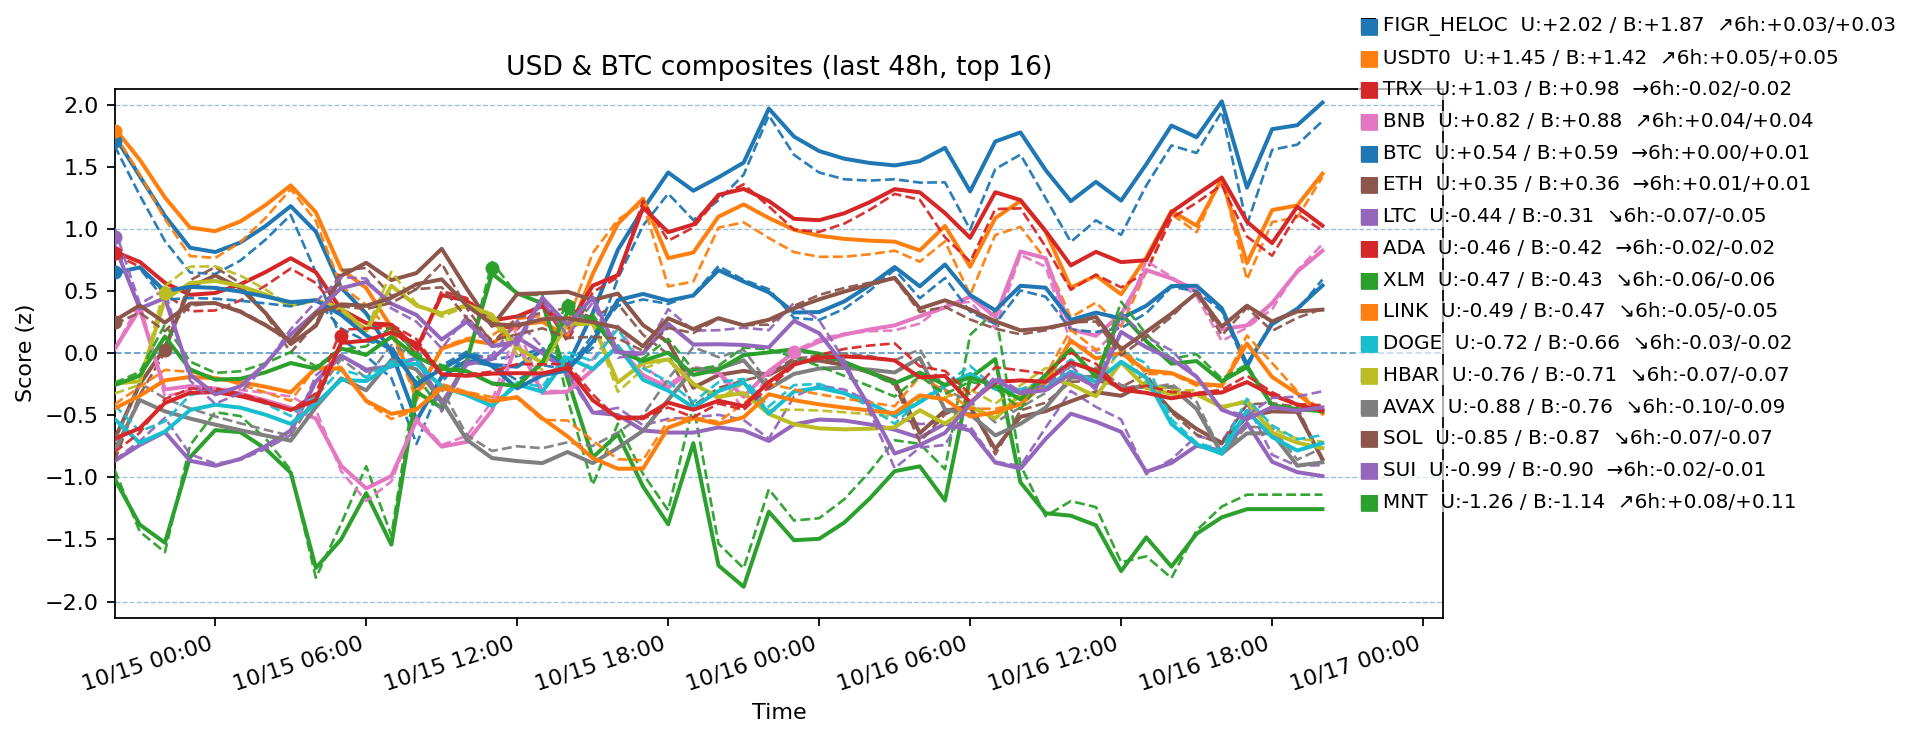 USD & BTC composites (last 48h, top 16)
FIGR_HELOC U:+2.02 / B:+1.87 ↗6h:+0.03/+0.03
USDT0 U:+1.45 / B:+1.42 ↗6h:+0.05/+0.05
TRX U:+1.03 / B:+0.98 →6h:-0.02/-0.02
BNB U:+0.82 / B:+0.88 ↗6h:+0.04/+0.04
BTC U:+0.54 / B:+0.59 →6h:+0.00/+0.01
ETH U:+0.35 / B:+0.36 →6h:+0.01/+0.01
LTC U:-0.44 / B:-0.31 ↘6h:-0.07/-0.05
ADA U:-0.46 / B:-0.42 →6h:-0.02/-0.02
XLM U:-0.47 / B:-0.43 ↘6h:-0.06/-0.06
LINK U:-0.49 / B:-0.47 ↘6h:-0.05/-0.05
DOGE U:-0.72 / B:-0.66 ↘6h:-0.03/-0.02
HBAR U:-0.76 / B:-0.71 ↘6h:-0.07/-0.07
AVAX U:-0.88 / B:-0.76 ↘6h:-0.10/-0.09
SOL U:-0.85 / B:-0.87 ↘6h:-0.07/-0.07
SUI U:-0.99 / B:-0.90 →6h:-0.02/-0.01
MNT U:-1.26 / B:-1.14 ↗6h:+0.08/+0.11
Score (z)
2.0
1.5
1.0
0.5
0.0
−0.5
−1.0
−1.5
−2.0
10/15 00:00
10/15 06:00
10/15 12:00
10/15 18:00
10/16 00:00
10/16 06:00
10/16 12:00
10/16 18:00
10/17 00:00
Time